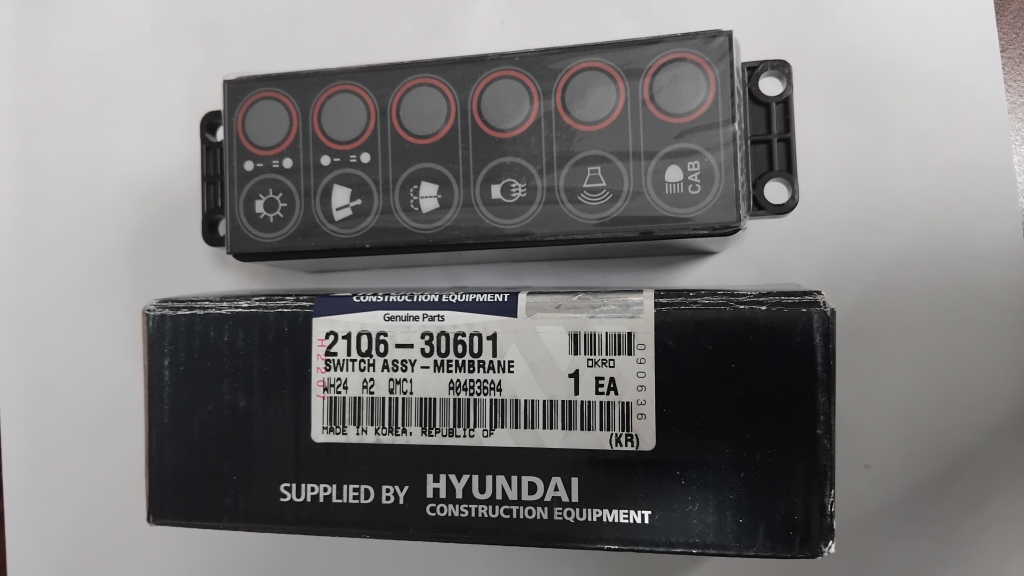 CAB
CONSTRUCTION EQUIPMENT
Genuine Parts
21Q6-30601
SWITCH ASSY-MEMBRANE
WH24 A2 QMC1 A04B36A4
OKRO
1 EA
MADE IN KOREA, REPUBLIC OF
(KR)
H2207
090636
SUPPLIED BY HYUNDAI
CONSTRUCTION EQUIPMENT